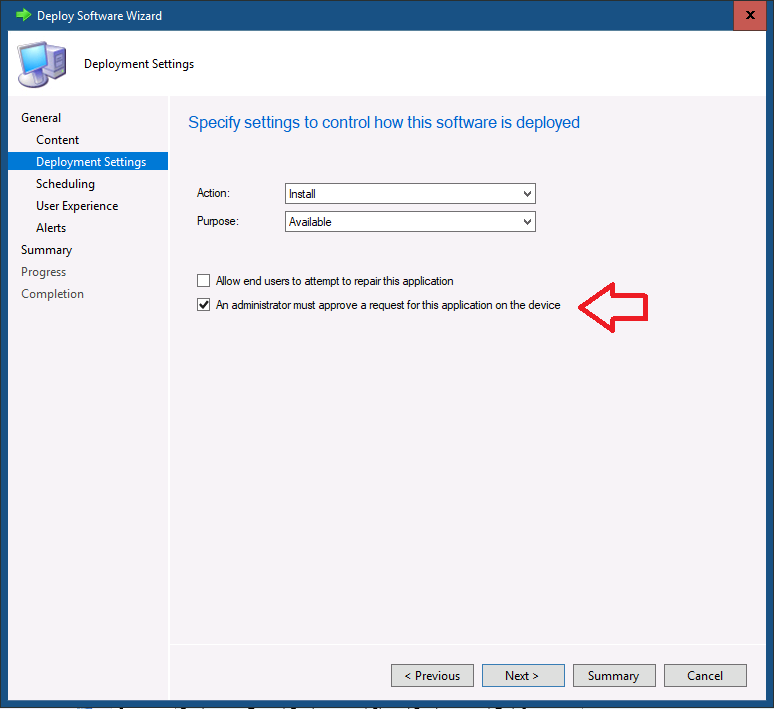 Deploy Software Wizard
Deployment Settings
General
Content
Deployment Settings
Scheduling
User Experience
Alerts
Summary
Progress
Completion
Specify settings to control how this software is deployed
Action: Install
Purpose: Available
Allow end users to attempt to repair this application
An administrator must approve a request for this application on the device
< Previous Next > Summary Cancel